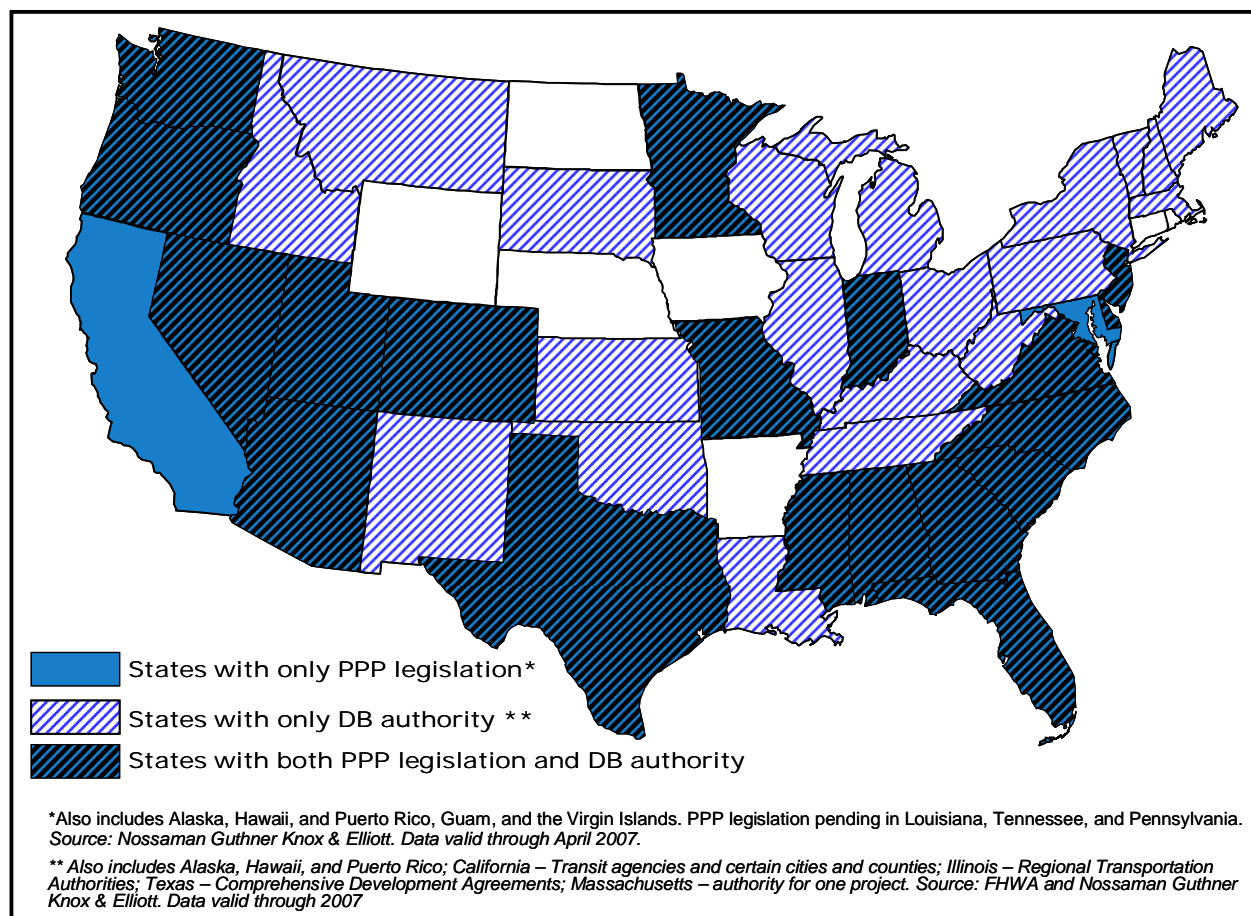 States with only PPP legislation*
States with only DB authority **
States with both PPP legislation and DB authority
*Also includes Alaska, Hawaii, and Puerto Rico, Guam, and the Virgin Islands. PPP legislation pending in Louisiana, Tennessee, and Pennsylvania.
Source: Nossaman Guthner Knox & Elliott. Data valid through April 2007.
** Also includes Alaska, Hawaii, and Puerto Rico; California – Transit agencies and certain cities and counties; Illinois – Regional Transportation
Authorities; Texas – Comprehensive Development Agreements; Massachusetts – authority for one project. Source: FHWA and Nossaman Guthner
Knox & Elliott. Data valid through 2007